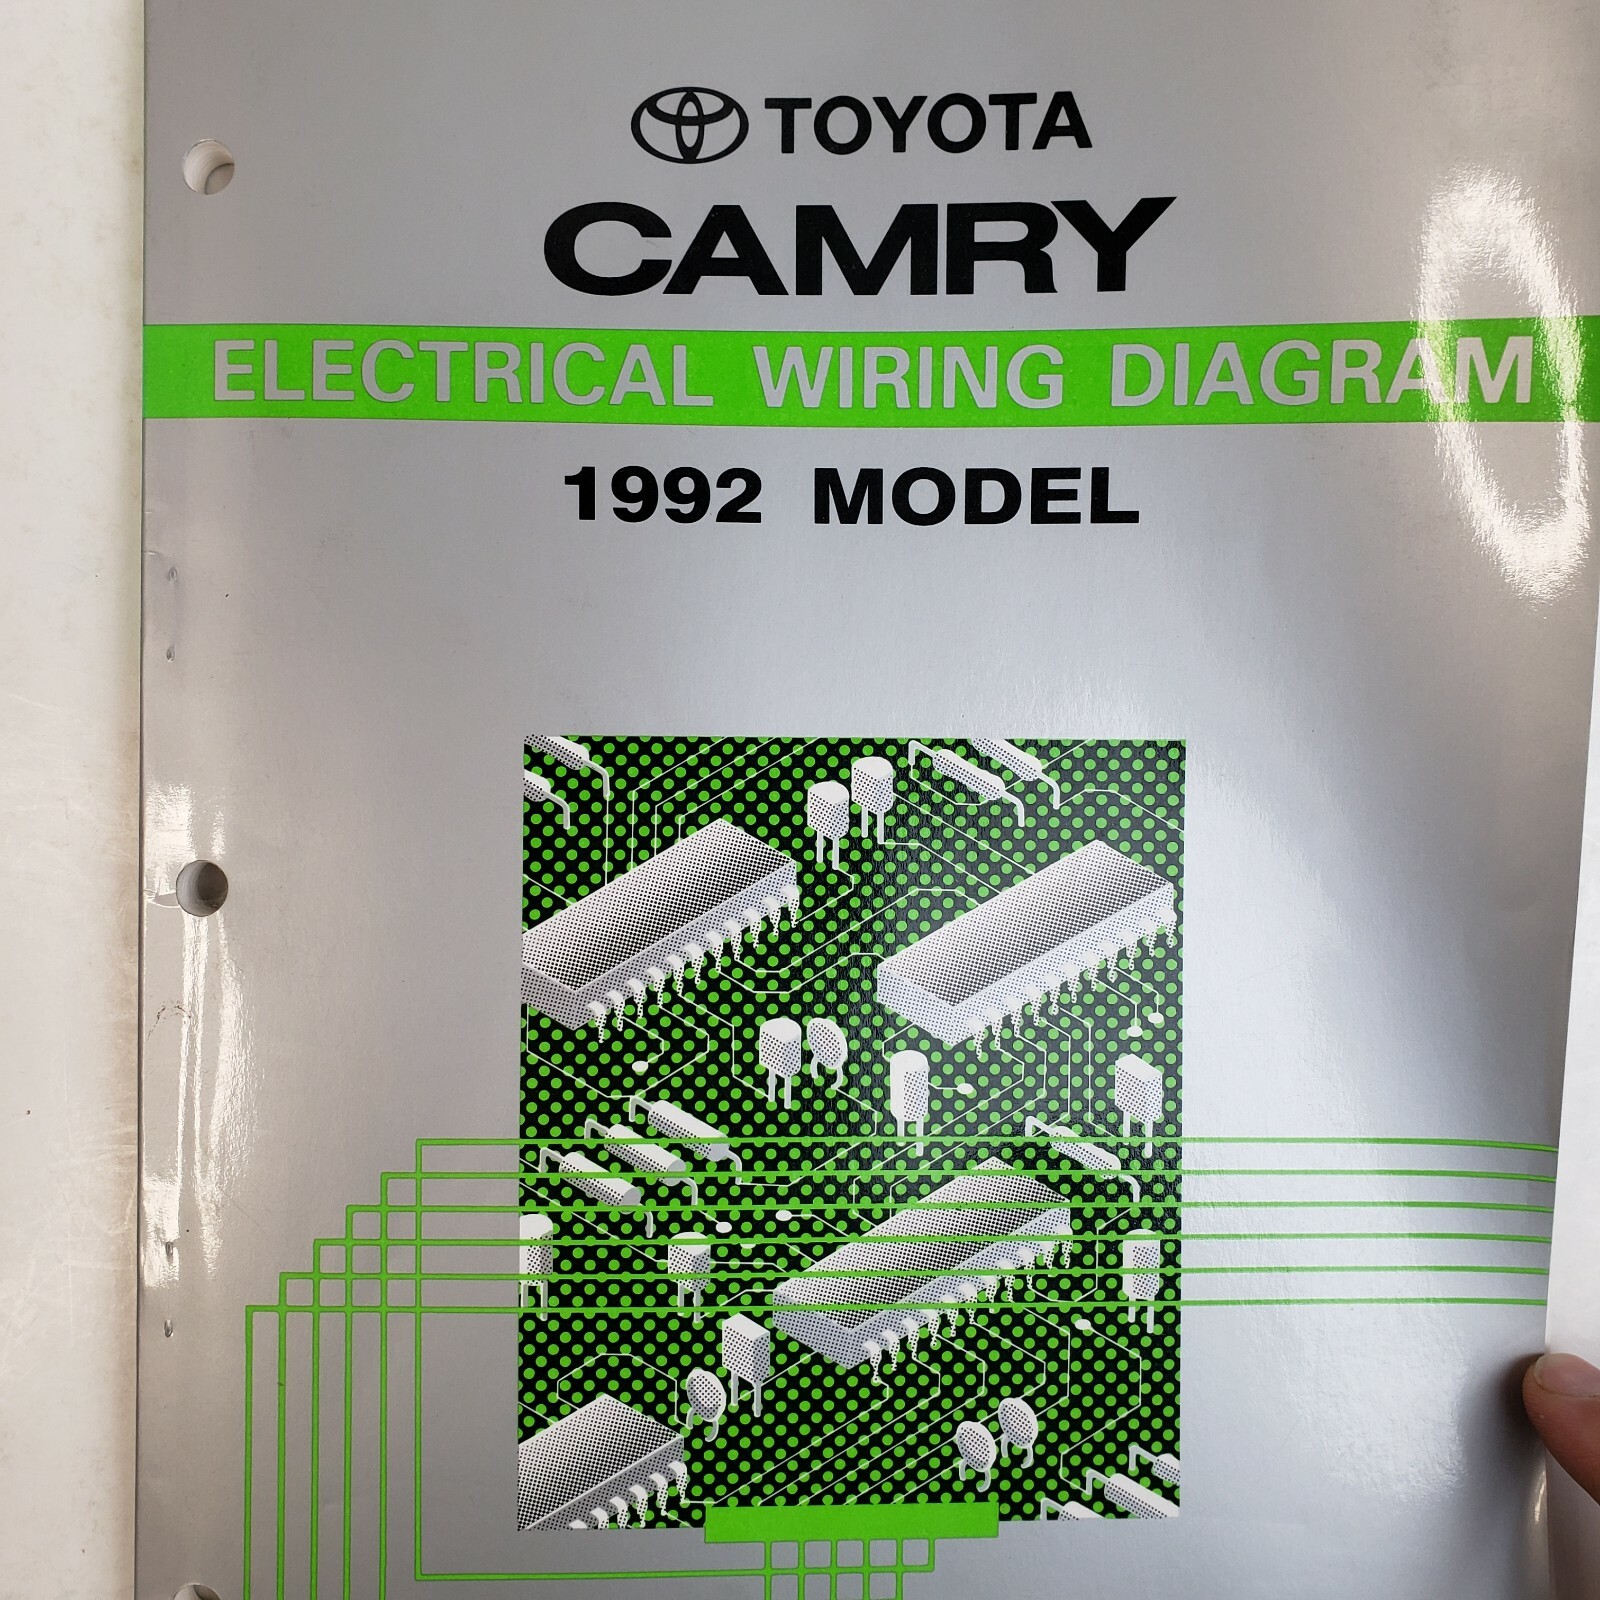 TOYOTA
CAMRY
ELECTRICAL WIRING DIAGRAM
1992 MODEL